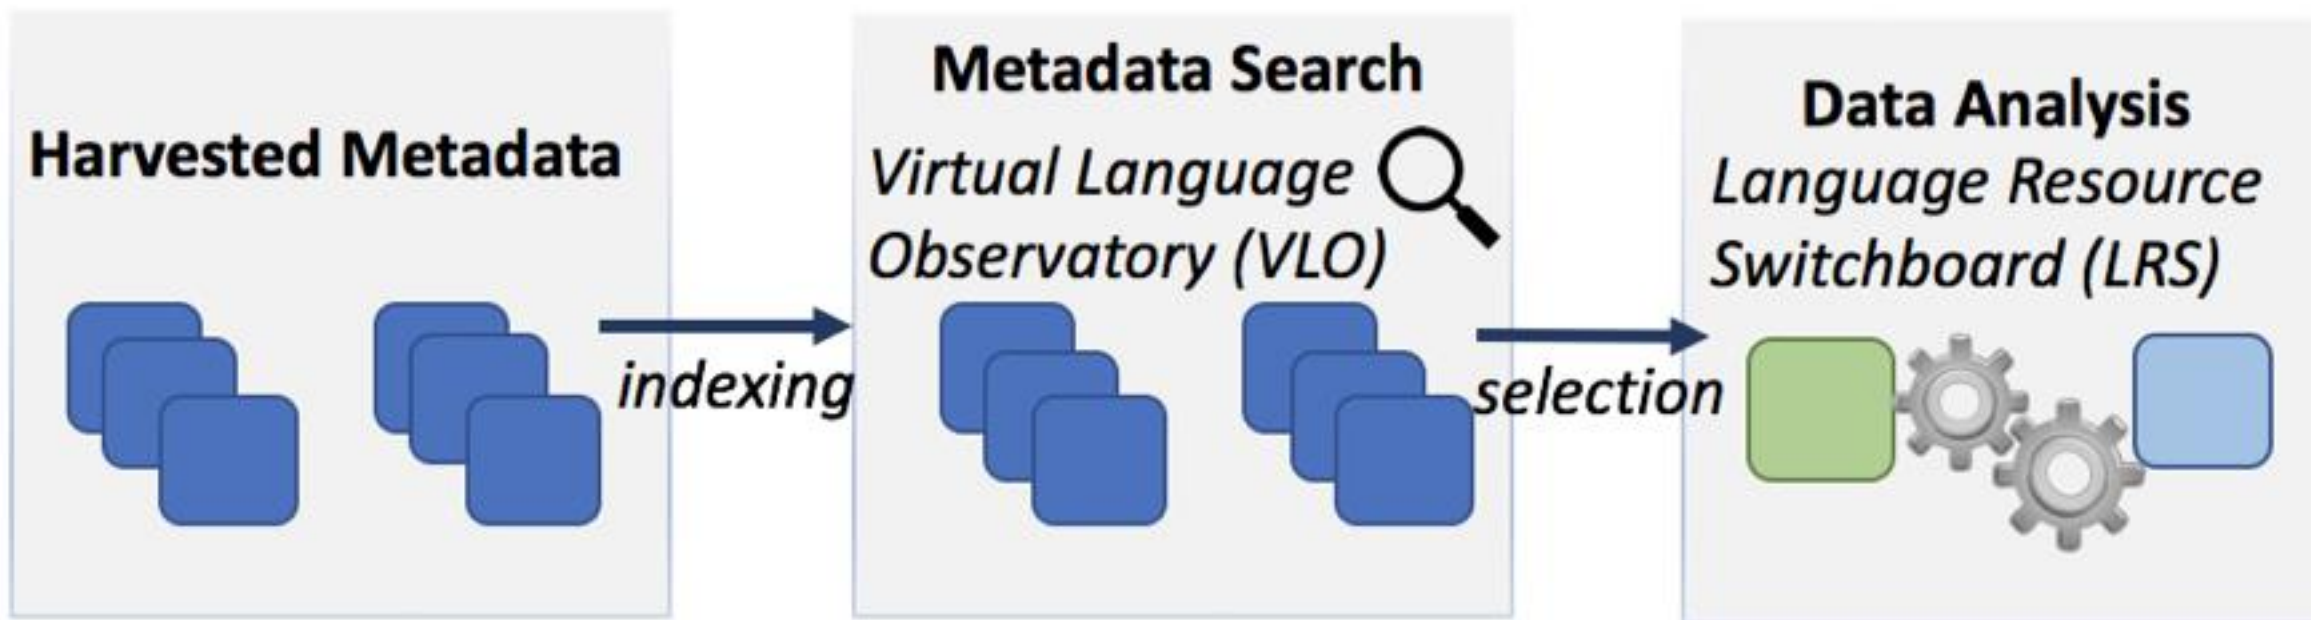 Harvested Metadata
indexing
Metadata Search
Virtual Language
Observatory (VLO)
selection
Data Analysis
Language Resource
Switchboard (LRS)